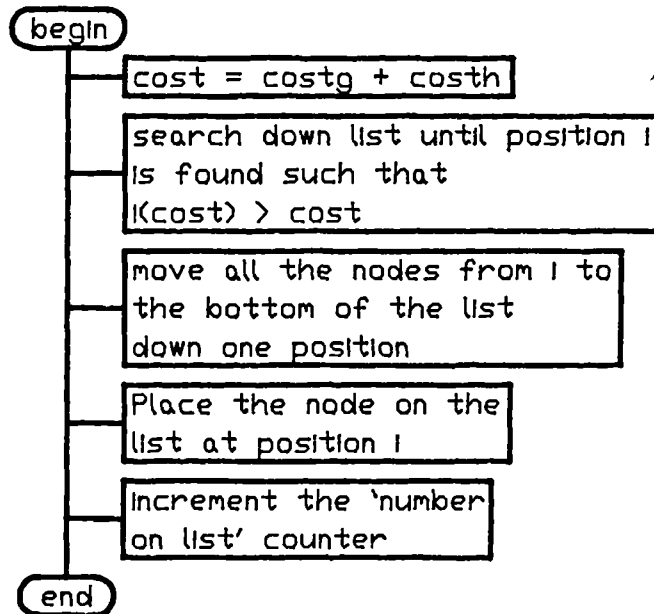 begin
cost = costg + costh
search down list until position i
is found such that
i(cost) > cost
move all the nodes from i to
the bottom of the list
down one position
Place the node on the
list at position i
increment the 'number
on list' counter
end